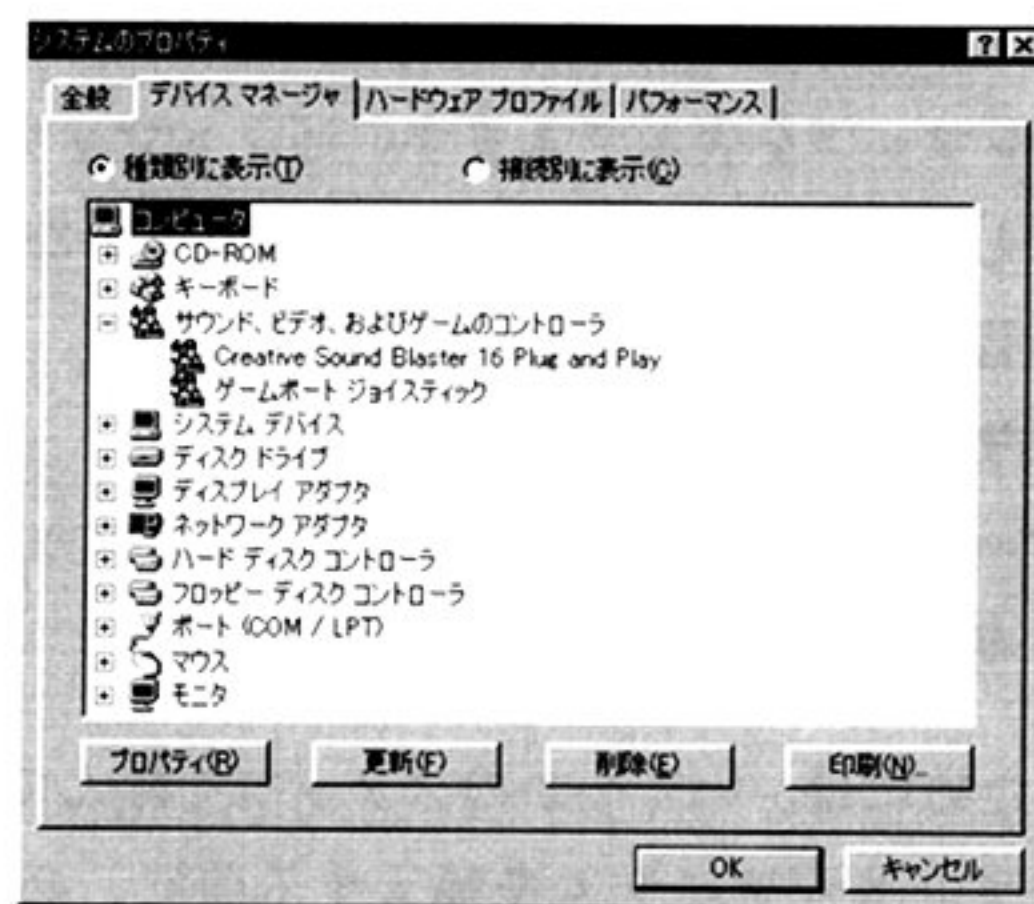 システムのプロパティ
全般 デバイス マネージャ ハードウェア プロファイル パフォーマンス
種類別に表示(T) 接続別に表示(C)
コンピュータ
CD-ROM
キーボード
サウンド、ビデオ、およびゲームのコントローラ
Creative Sound Blaster 16 Plug and Play
ゲームポート ジョイスティック
システム デバイス
ディスク ドライブ
ディスプレイ アダプタ
ネットワーク アダプタ
ハード ディスク コントローラ
フロッピー ディスク コントローラ
ポート (COM / LPT)
マウス
モニタ
プロパティ(R) 更新(F) 削除(E) 印刷(N)...
OK キャンセル